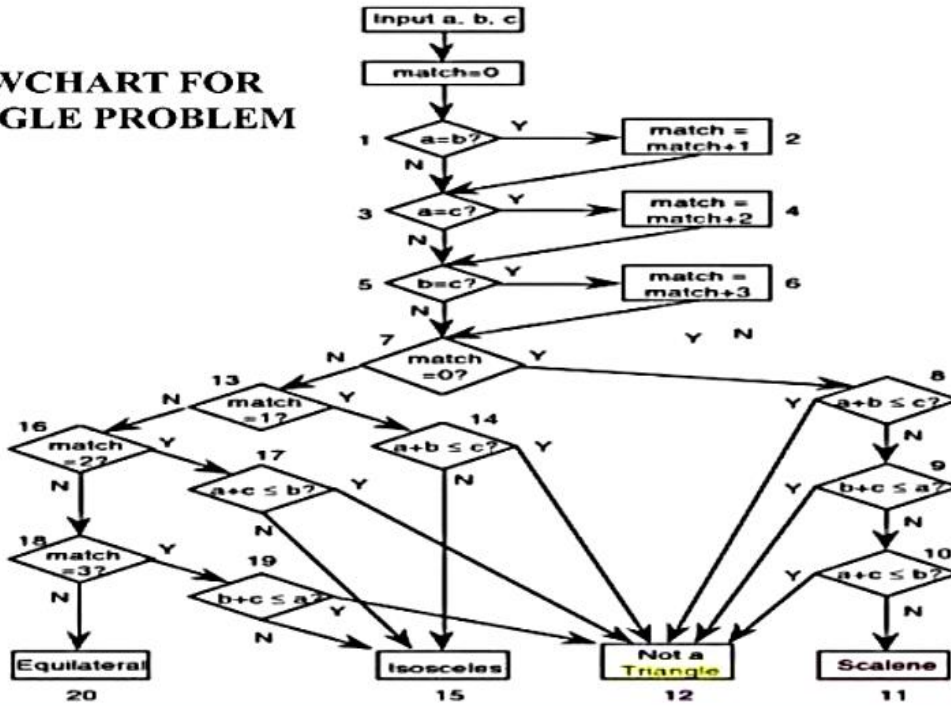 Input a, b, c
match=0
WCHART FOR
GLE PROBLEM
1
a=b?
Y
match =
match+1
2
N
3
a=c?
Y
match =
match+2
4
N
5
b=c?
Y
match =
match+3
6
N
7
match
=0?
N
Y
Y N
13
match
=1?
N
Y
8
a+b ≤ c?
Y
N
16
match
=2?
Y
N
14
a+b ≤ c?
Y
N
17
a+c ≤ b?
Y
N
9
b+c ≤ a?
Y
N
18
match
=3?
Y
N
19
b+c ≤ a?
Y
N
10
a+c ≤ b?
Y
N
Equilateral
20
Isosceles
15
Not a
Triangle
12
Scalene
11